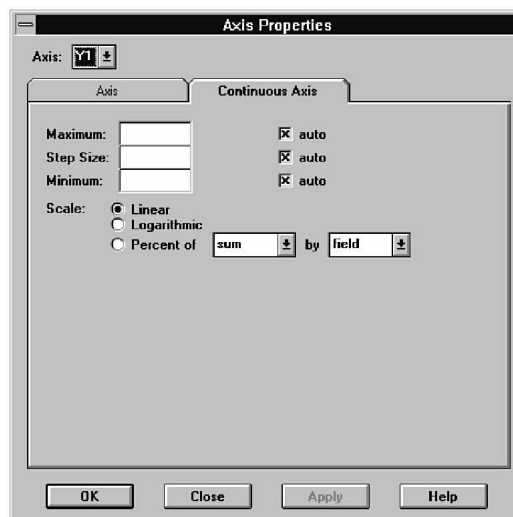 Axis Properties
Axis: Y1
Axis Continuous Axis
Maximum: auto
Step Size: auto
Minimum: auto
Scale: Linear
Logarithmic
Percent of sum by field
OK Close Apply Help